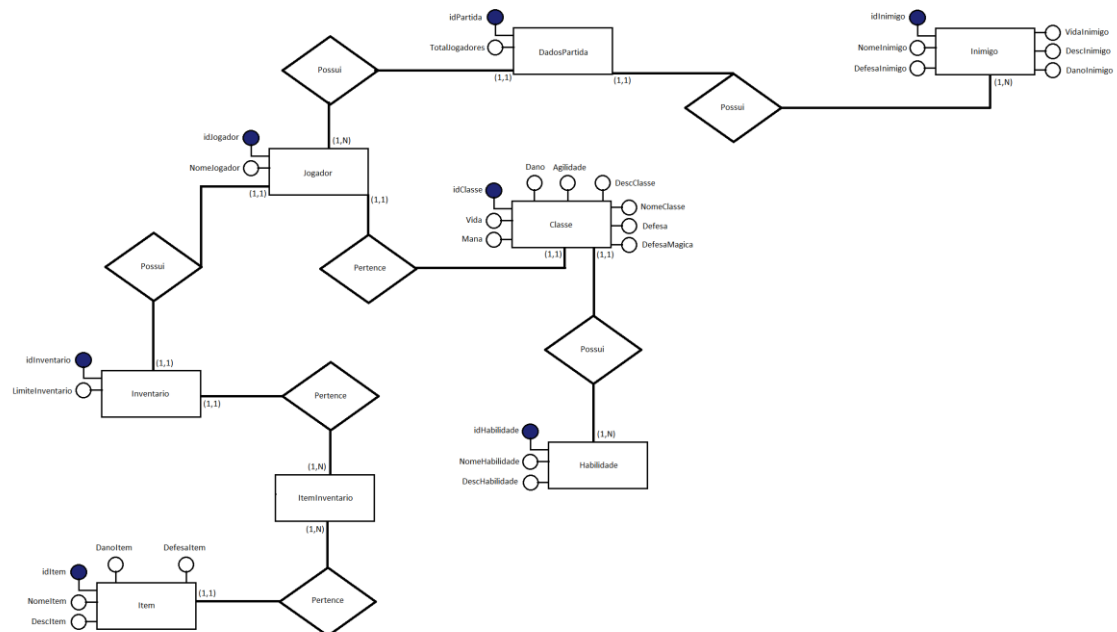 idPartida
TotalJogadores
DadosPartida
(1,1)
(1,1)
idInimigo
NomeInimigo
DefesaInimigo
Inimigo
VidaInimigo
DescInimigo
DanoInimigo
(1,N)
Possui
Possui
(1,N)
idJogador
NomeJogador
Jogador
(1,1)
(1,1)
Dano
Agilidade
DescClasse
idClasse
Vida
Mana
Classe
NomeClasse
Defesa
DefesaMagica
(1,1)
(1,1)
Possui
Pertence
Possui
(1,1)
idInventario
LimiteInventario
Inventario
(1,1)
Pertence
(1,N)
idHabilidade
NomeHabilidade
DescHabilidade
Habilidade
(1,N)
ItemInventario
(1,N)
DanoItem
DefesaItem
idItem
NomeItem
DescItem
Item
(1,1)
Pertence